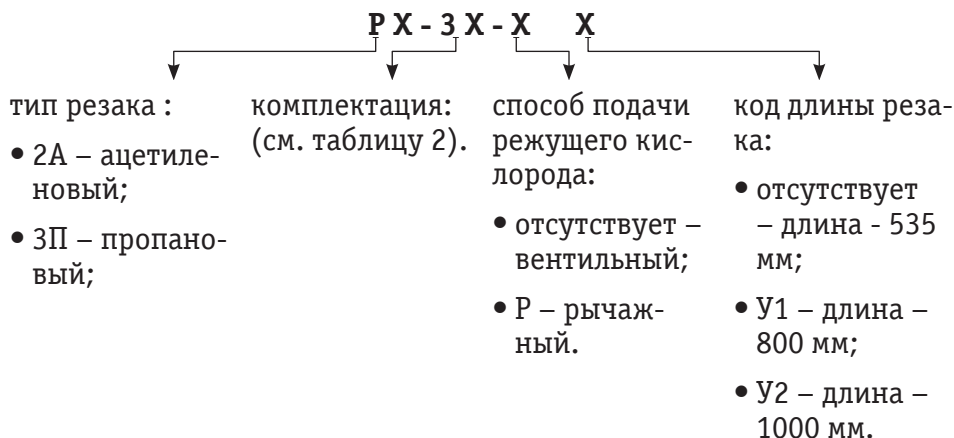 Р Х - 3 Х - Х Х
тип резака :
• 2А – ацетиле-
новый;
• 3П – пропано-
вый;
комплектация:
(см. таблицу 2).
способ подачи
режущего кис-
лорода:
• отсутствует –
вентильный;
• Р – рычаж-
ный.
код длины реза-
ка:
• отсутствует
– длина - 535
мм;
• У1 – длина –
800 мм;
• У2 – длина –
1000 мм.